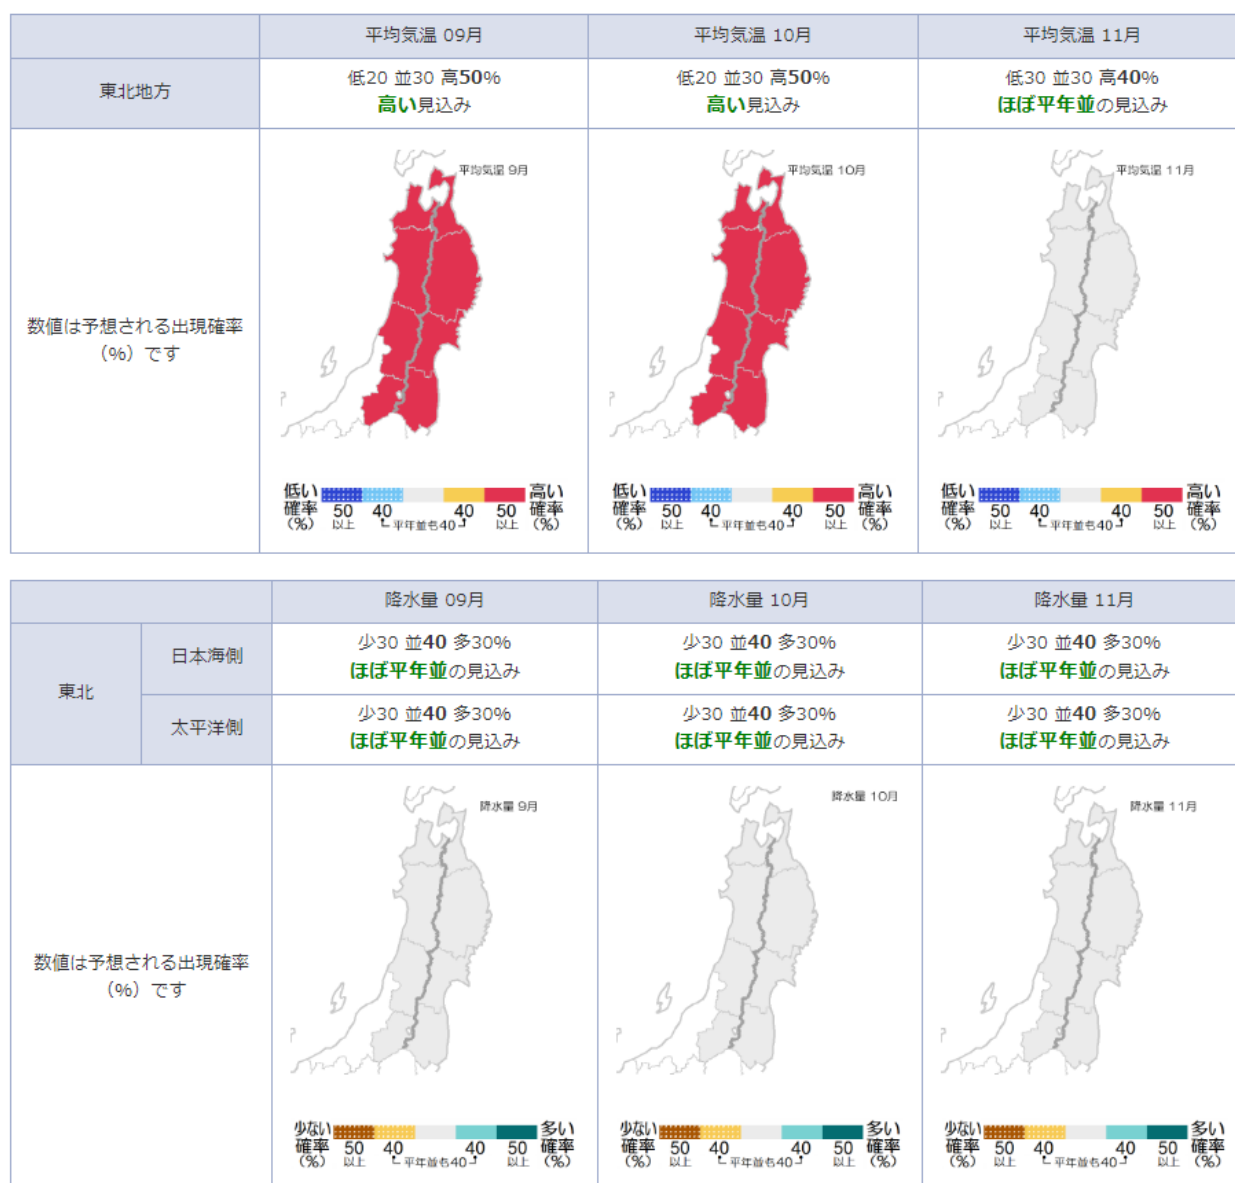 平均気温 09月 平均気温 10月 平均気温 11月
東北地方
低20 並30 高50%
高い見込み
低20 並30 高50%
高い見込み
低30 並30 高40%
ほぼ平年並の見込み
数値は予想される出現確率
（%）です
平均気温 9月
平均気温 10月
平均気温 11月
低い
確率
(%)
50
以上
40
平年並も40
40
50
以上
高い
確率
(%)
低い
確率
(%)
50
以上
40
平年並も40
40
50
以上
高い
確率
(%)
低い
確率
(%)
50
以上
40
平年並も40
40
50
以上
高い
確率
(%)
降水量 09月 降水量 10月 降水量 11月
東北
日本海側
少30 並40 多30%
ほぼ平年並の見込み
少30 並40 多30%
ほぼ平年並の見込み
少30 並40 多30%
ほぼ平年並の見込み
太平洋側
少30 並40 多30%
ほぼ平年並の見込み
少30 並40 多30%
ほぼ平年並の見込み
少30 並40 多30%
ほぼ平年並の見込み
数値は予想される出現確率
（%）です
降水量 9月
降水量 10月
降水量 11月
少ない
確率
(%)
50
以上
40
平年並も40
40
50
以上
多い
確率
(%)
少ない
確率
(%)
50
以上
40
平年並も40
40
50
以上
多い
確率
(%)
少ない
確率
(%)
50
以上
40
平年並も40
40
50
以上
多い
確率
(%)